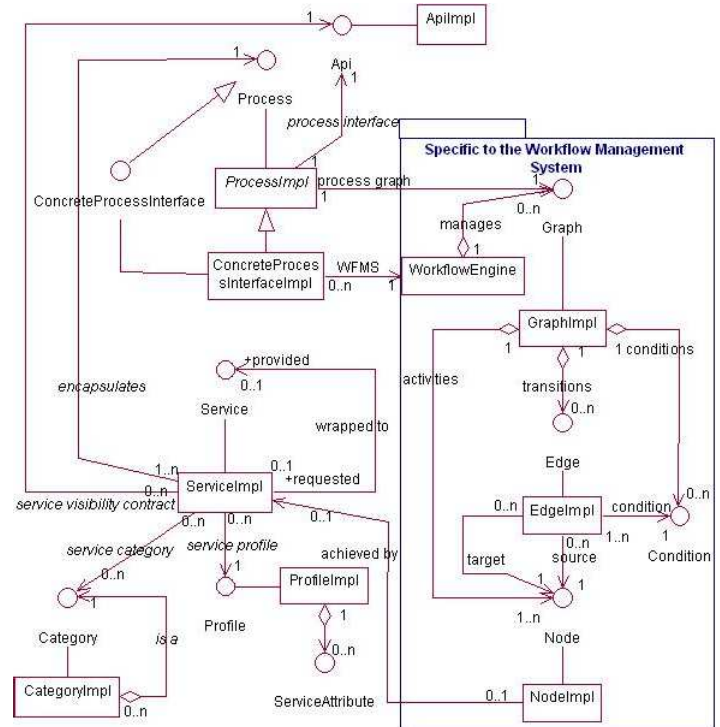 1
ApiImpl
1
Api
1
Process
process interface
Specific to the Workflow Management
System
1
ProcessImpl
process graph
1
1
0..n
ConcreteProcessInterface
manages
Graph
ConcreteProces
sInterfaceImpl
WFMS
0..n
1
1
WorkflowEngine
GraphImpl
1
1
1 conditions
+provided
0..1
activities
encapsulates
transitions
0..n
Service
wrapped to
1..n
0..1
Edge
0..n
ServiceImpl
+requested
0..n
service visibility contract
0..n
0..n
0..1
0..n
EdgeImpl
condition
0..n
1..n
1
service category
service profile
achieved by
target
source
Condition
0..n
1
ProfileImpl
1
1
1
1
1..n
Category
is a
Profile
Node
0..n
CategoryImpl
0..n
ServiceAttribute
0..1
NodeImpl